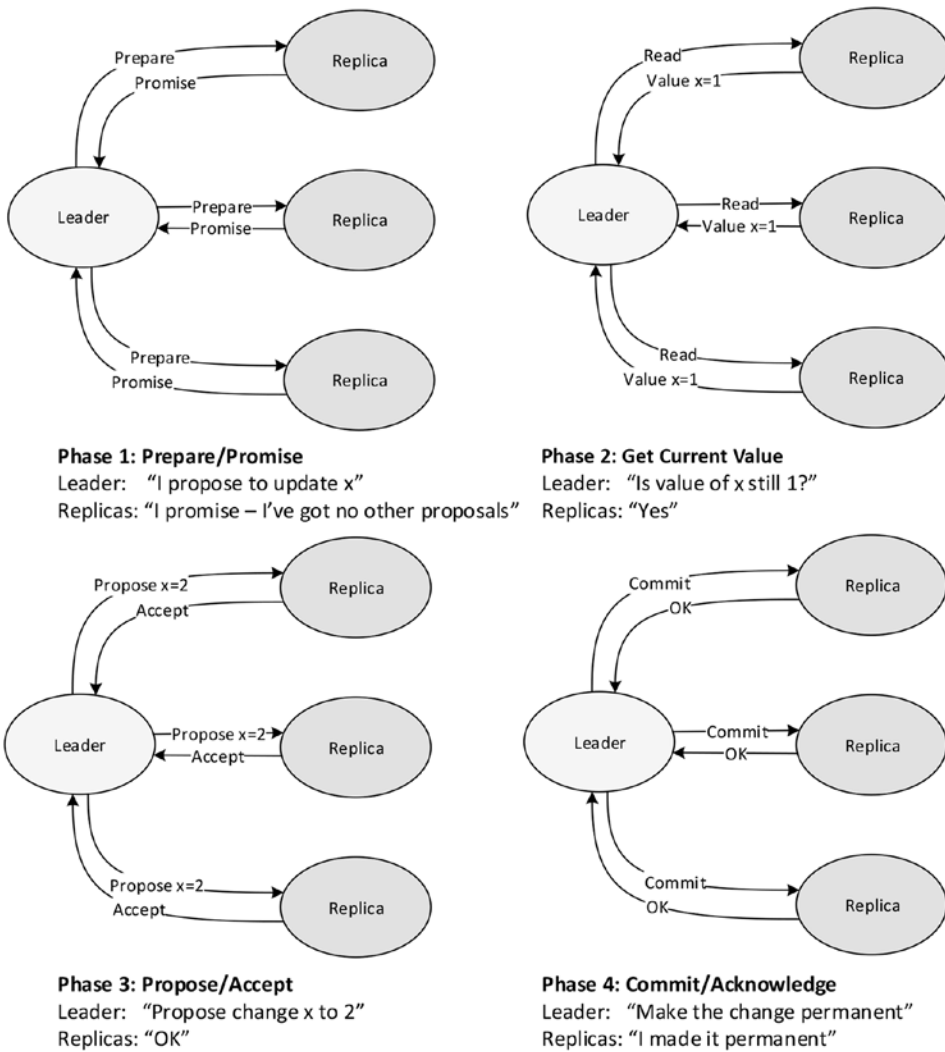 Prepare
Promise
Replica
Leader
Prepare
Promise
Replica
Prepare
Promise
Replica
Phase 1: Prepare/Promise
Leader: “I propose to update x”
Replicas: “I promise – I’ve got no other proposals”
Read
Value x=1
Replica
Leader
Read
Value x=1
Replica
Read
Value x=1
Replica
Phase 2: Get Current Value
Leader: “Is value of x still 1?”
Replicas: “Yes”
Propose x=2
Accept
Replica
Leader
Propose x=2
Accept
Replica
Propose x=2
Accept
Replica
Phase 3: Propose/Accept
Leader: “Propose change x to 2”
Replicas: “OK”
Commit
OK
Replica
Leader
Commit
OK
Replica
Commit
OK
Replica
Phase 4: Commit/Acknowledge
Leader: “Make the change permanent”
Replicas: “I made it permanent”